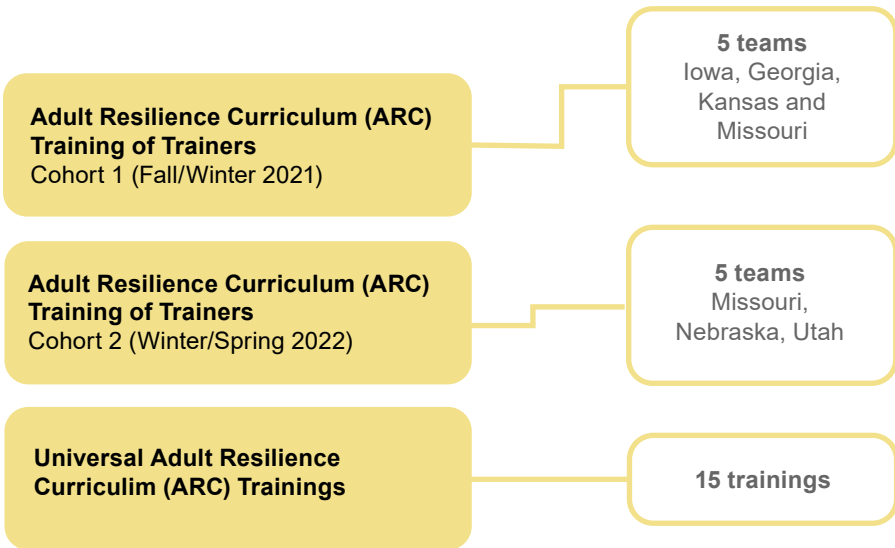 Adult Resilience Curriculum (ARC)
Training of Trainers
Cohort 1 (Fall/Winter 2021)
5 teams
Iowa, Georgia,
Kansas and
Missouri
Adult Resilience Curriculum (ARC)
Training of Trainers
Cohort 2 (Winter/Spring 2022)
5 teams
Missouri,
Nebraska, Utah
Universal Adult Resilience
Curriculim (ARC) Trainings
15 trainings